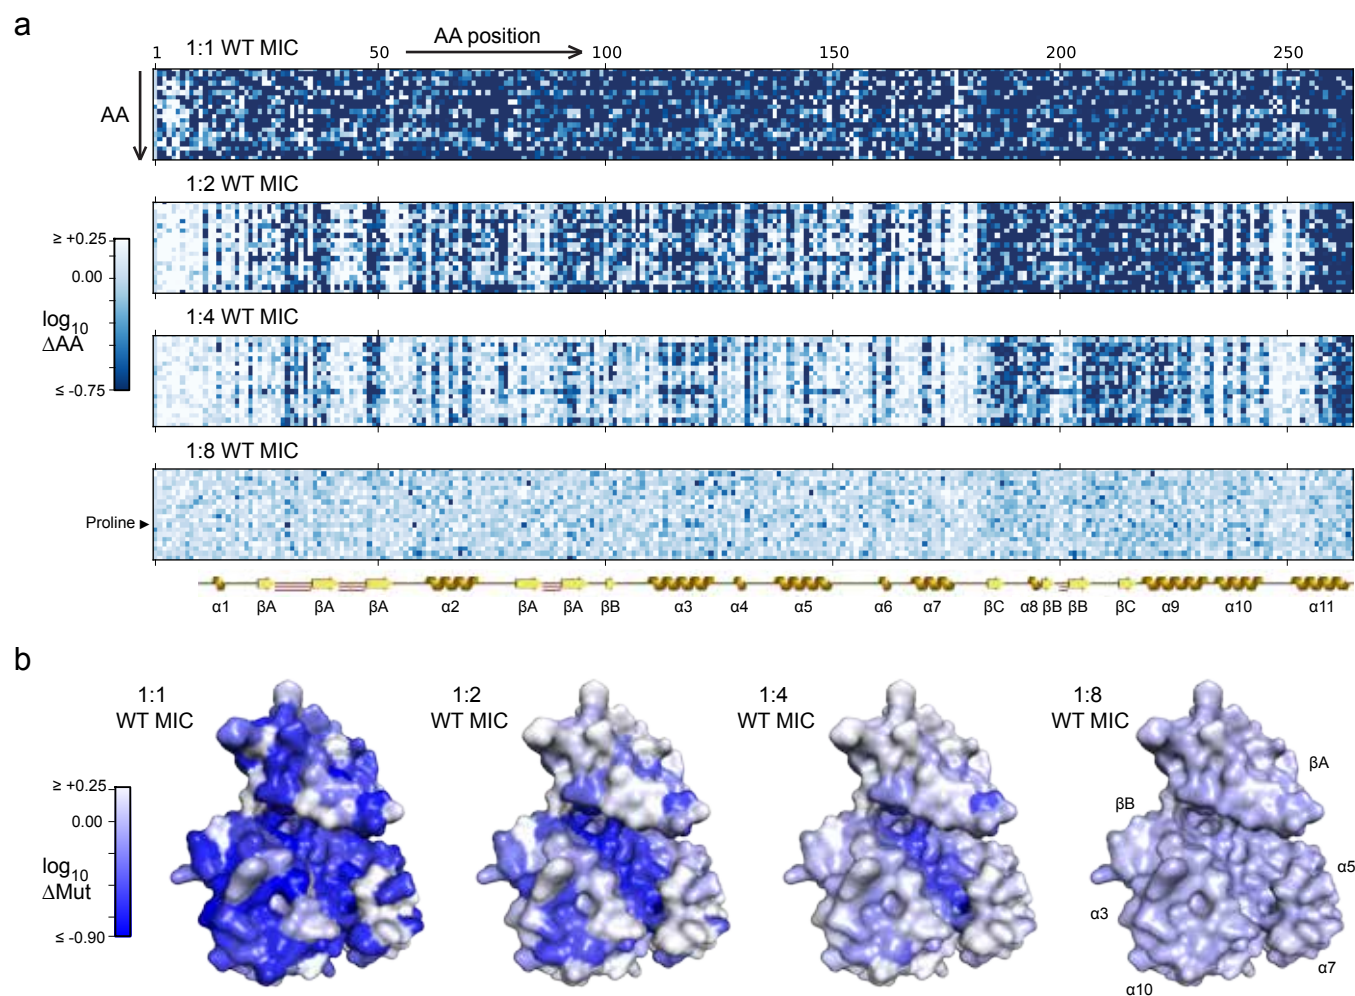 a
1:1 WT MIC
AA position
1 50 100 150 200 250
AA
1:2 WT MIC
≥ +0.25
0.00
log10
ΔAA
≤ -0.75
1:4 WT MIC
1:8 WT MIC
Proline ►
α1 βA βA βA α2 βA βA βB α3 α4 α5 α6 α7 βC α8 βB βB βC α9 α10 α11
b
1:1
WT MIC
1:2
WT MIC
1:4
WT MIC
1:8
WT MIC
≥ +0.25
0.00
log10
ΔMut
≤ -0.90
βA
βB
α5
α3
α7
α10